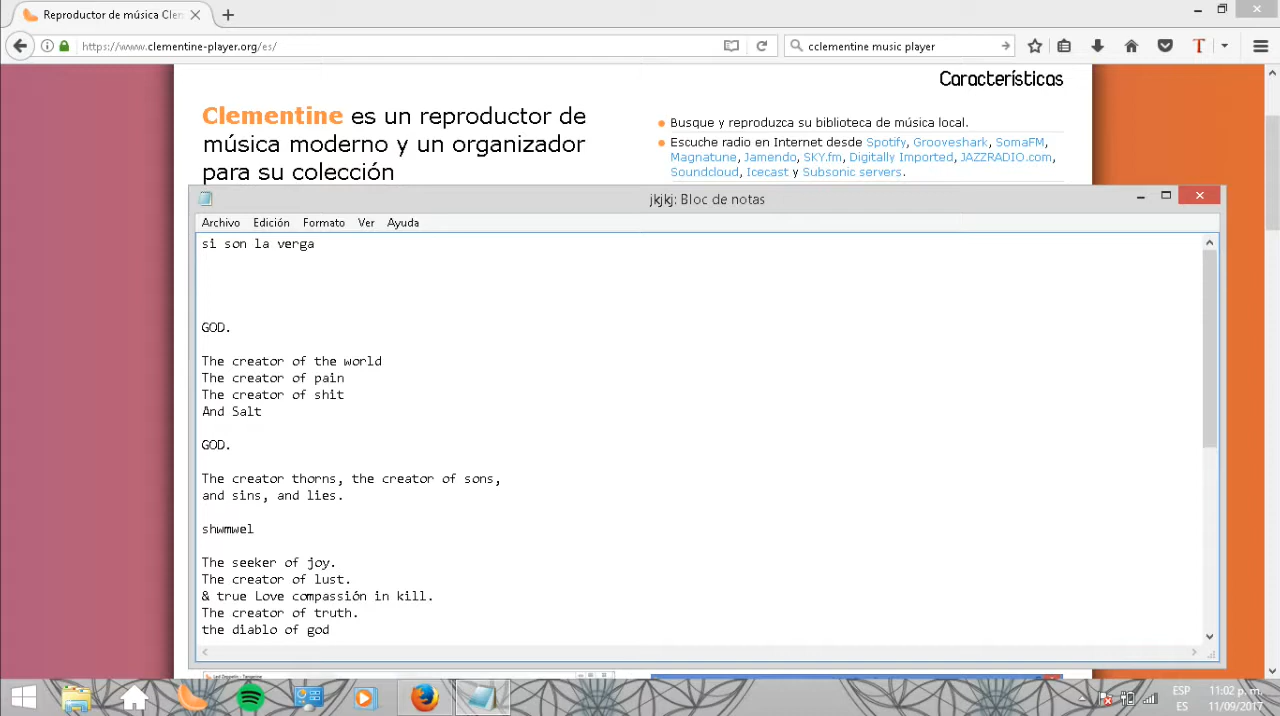 Reproductor de música Clem
https://www.clementine-player.org/es/
cclementine music player
Características
Clementine es un reproductor de
música moderno y un organizador
para su colección
Busque y reproduzca su biblioteca de música local.
Escuche radio en Internet desde Spotify, Grooveshark, SomaFM,
Magnatune, Jamendo, SKY.fm, Digitally Imported, JAZZRADIO.com,
Soundcloud, Icecast y Subsonic servers.
jkjkj: Bloc de notas
Archivo Edición Formato Ver Ayuda
si son la verga
GOD.
The creator of the world
The creator of pain
The creator of shit
And Salt
GOD.
The creator thorns, the creator of sons,
and sins, and lies.
shwmwel
The seeker of joy.
The creator of lust.
& true Love compassión in kill.
The creator of truth.
the diablo of god
ESP
ES
11:02 p. m.
11/09/2017